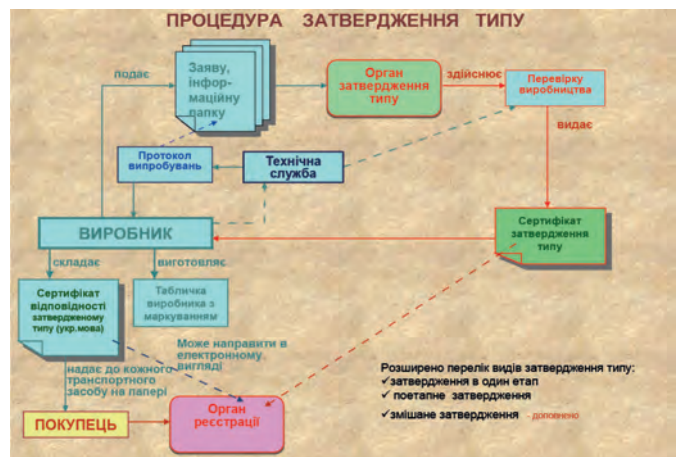 ПРОЦЕДУРА ЗАТВЕРДЖЕННЯ ТИПУ
подає
Заяву,
інфор-
маційну
папку
Орган
затвердження
типу
здійснює
Перевірку
виробництва
видає
Протокол
випробувань
Технічна
служба
ВИРОБНИК
Сертифікат
затвердження
типу
складає
виготовляє
Сертифікат
відповідності
затвердженому
типу (укр.мова)
Табличка
виробника з
маркуванням
Може направити в
електронному
вигляді
надає до кожного
транспортного
засобу на папері
ПОКУПЕЦЬ
Орган
реєстрації
Розширено перелік видів затвердження типу:
✓затвердження в один етап
✓ поетапне затвердження
✓змішане затвердження - доповнено